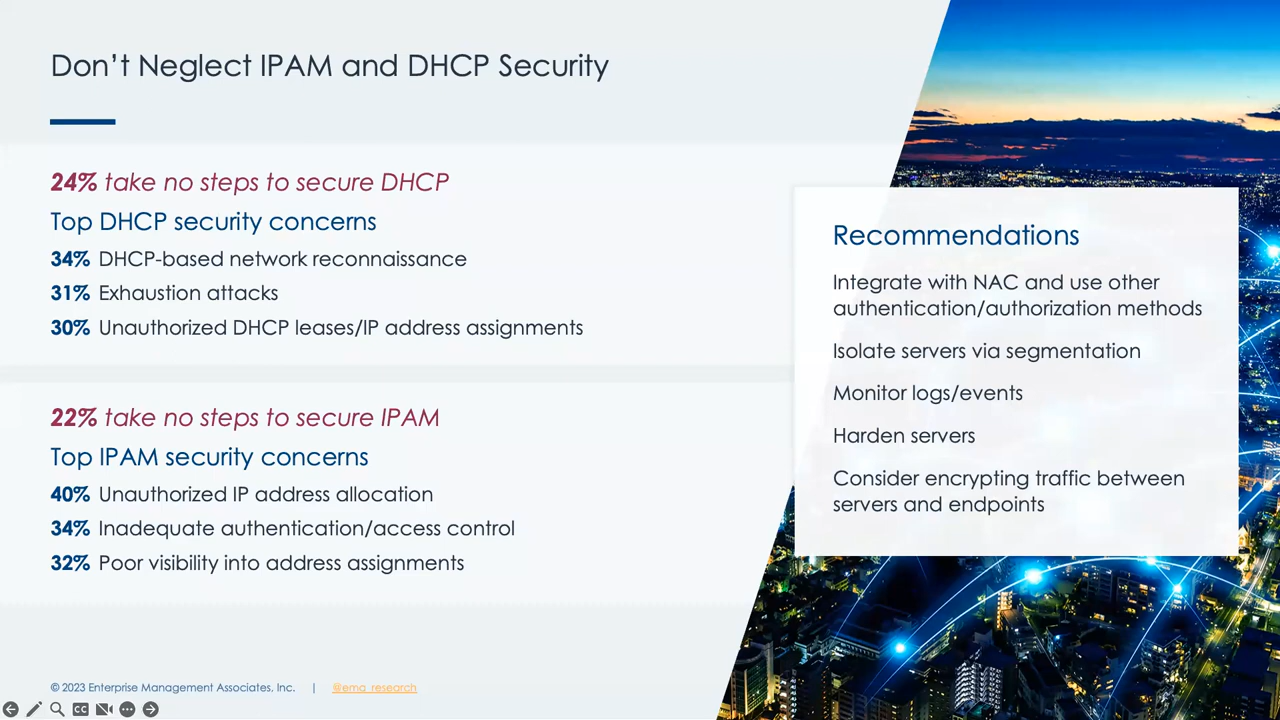 Don’t Neglect IPAM and DHCP Security
24% take no steps to secure DHCP
Top DHCP security concerns
34% DHCP-based network reconnaissance
31% Exhaustion attacks
30% Unauthorized DHCP leases/IP address assignments
22% take no steps to secure IPAM
Top IPAM security concerns
40% Unauthorized IP address allocation
34% Inadequate authentication/access control
32% Poor visibility into address assignments
Recommendations
Integrate with NAC and use other
authentication/authorization methods
Isolate servers via segmentation
Monitor logs/events
Harden servers
Consider encrypting traffic between
servers and endpoints
© 2023 Enterprise Management Associates, Inc. | @ema_research
CC